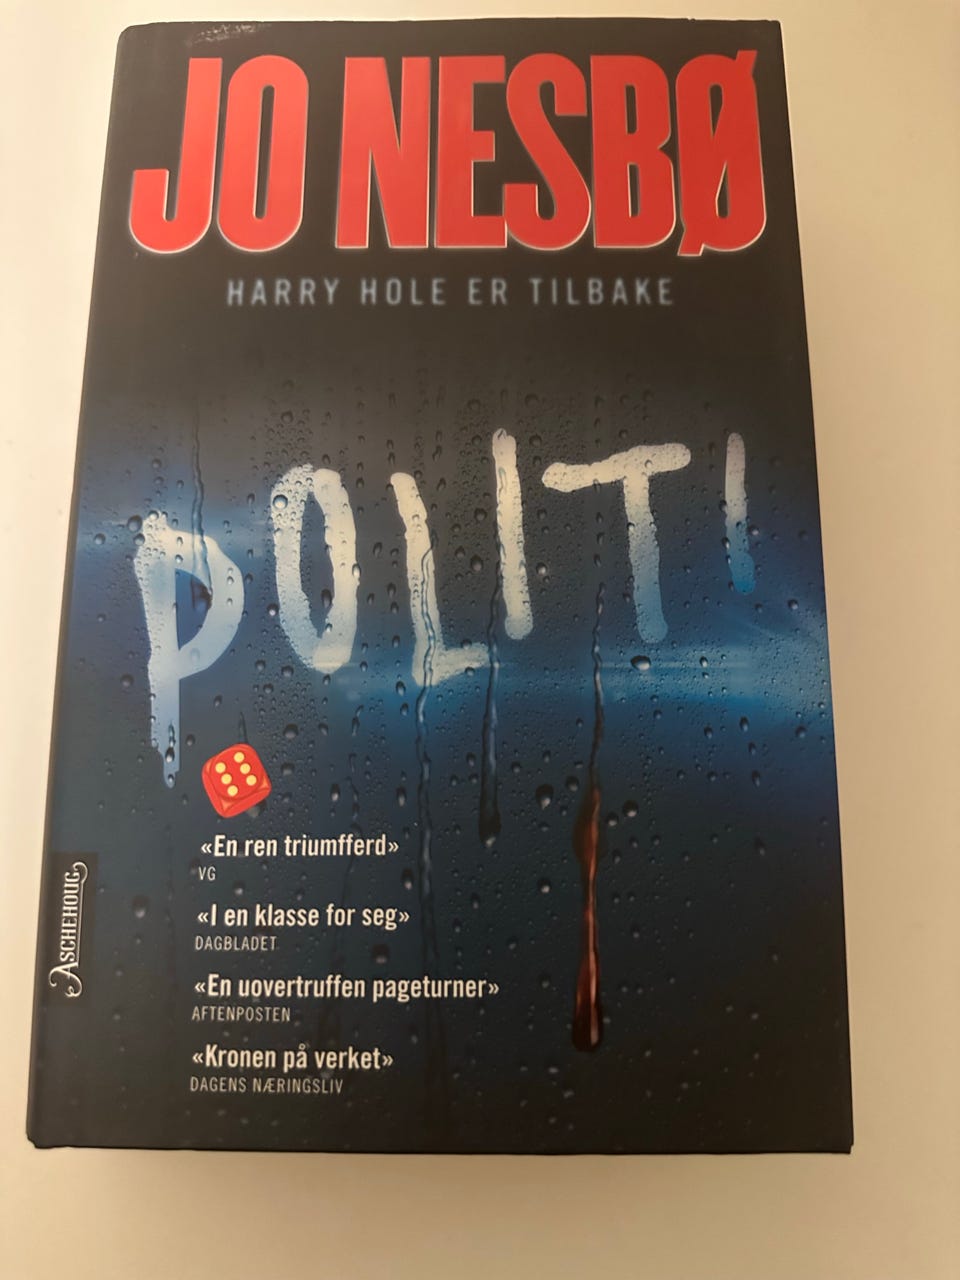 JO NESBØ
HARRY HOLE ER TILBAKE
POLITI
«En ren triumfferd»
VG
«I en klasse for seg»
DAGBLADET
«En uovertruffen pageturner»
AFTENPOSTEN
«Kronen på verket»
DAGENS NÆRINGSLIV
ASCHEHOUG